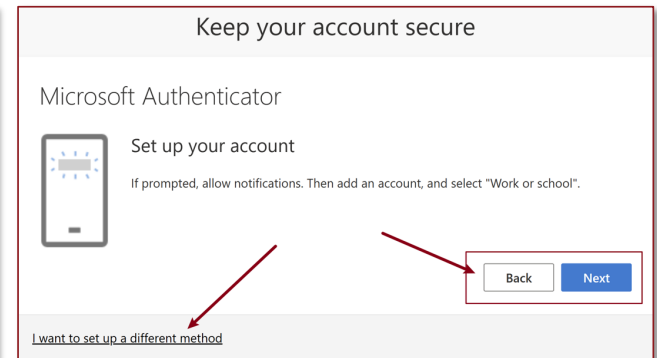 Keep your account secure
Microsoft Authenticator
Set up your account
If prompted, allow notifications. Then add an account, and select "Work or school".
Back Next
I want to set up a different method